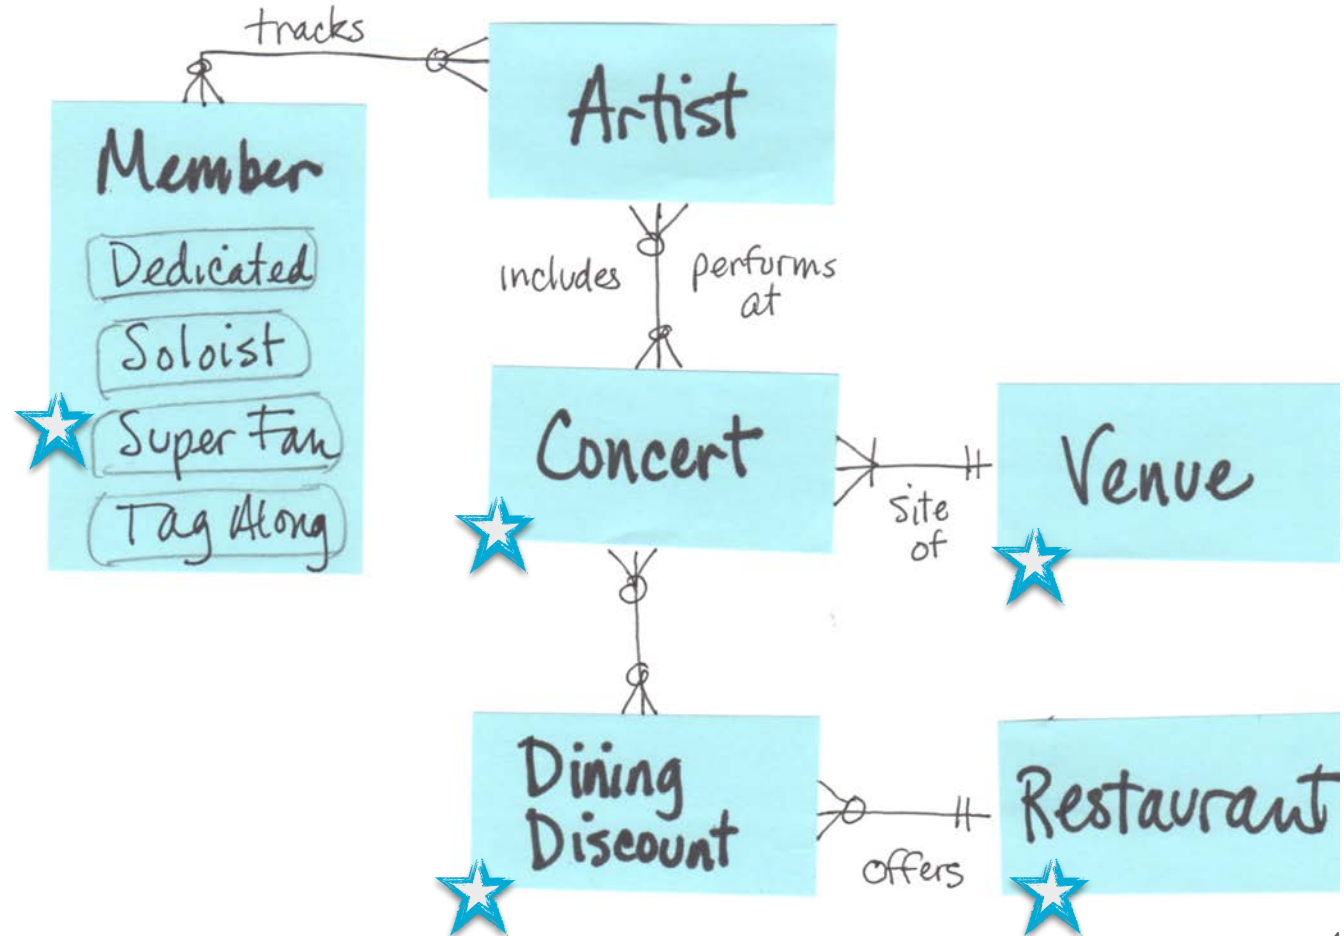 tracks
Artist
Member
Dedicated
Soloist
Super Fan
Tag Along
includes
performs
at
Concert
Venue
site
of
Dining
Discount
Restaurant
offers